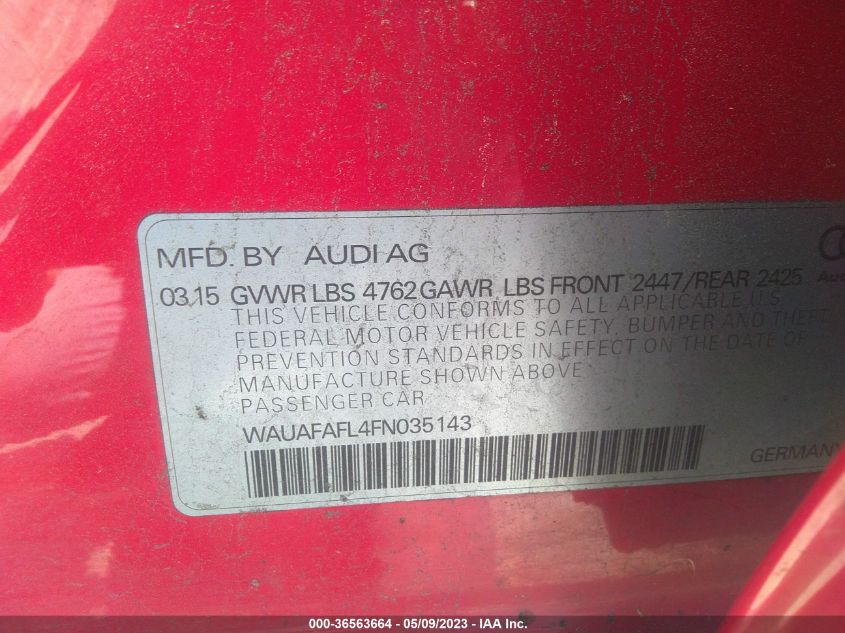 MFD. BY AUDI AG
03.15 GVWR LBS 4762 GAWR LBS FRONT 2447/REAR 2425
THIS VEHICLE CONFORMS TO ALL APPLICABLE U.S.
FEDERAL MOTOR VEHICLE SAFETY, BUMPER AND THEFT
PREVENTION STANDARDS IN EFFECT ON THE DATE OF
MANUFACTURE SHOWN ABOVE
PASSENGER CAR
WAUAFAFL4FN035143
GERMANY
000-36563664 - 05/09/2023 - IAA Inc.